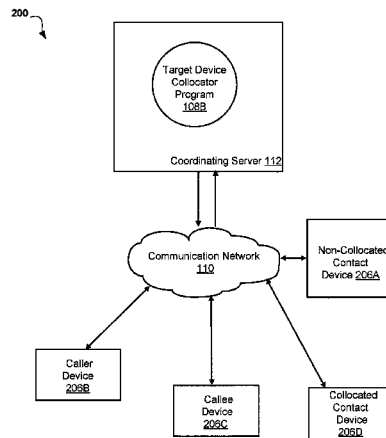 200
Target Device
Collocator
Program
108B
Coordinating Server 112
Communication Network
110
Non-Collocated
Contact
Device 206A
Caller
Device
206B
Callee Device
206C
Collocated
Contact
Device
206D